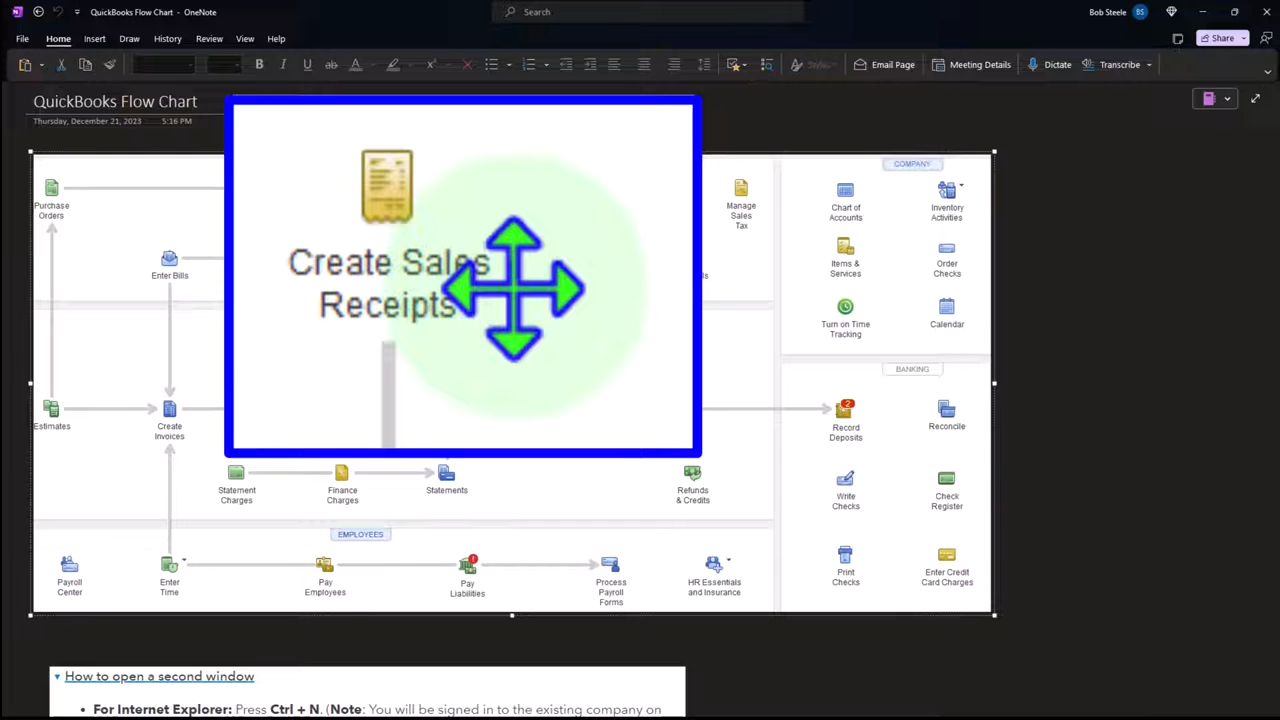 QuickBooks Flow Chart - OneNote
Search
Bob Steele
BS
File
Home
Insert
Draw
History
Review
View
Help
Share
B
I
U
ab
A
Styles
Email Page
Meeting Details
Dictate
Transcribe
QuickBooks Flow Chart
Thursday, December 21, 2023
5:16 PM
Purchase
Orders
Enter Bills
Create Sales
Receipts
Manage
Sales
Tax
COMPANY
Chart of
Accounts
Inventory
Activities
Items &
Services
Order
Checks
Turn on Time
Tracking
Calendar
Estimates
Create
Invoices
BANKING
2
Record
Deposits
Reconcile
Statement
Charges
Finance
Charges
Statements
Refunds
& Credits
Write
Checks
Check
Register
EMPLOYEES
Payroll
Center
Enter
Time
Pay
Employees
Pay
Liabilities
Process
Payroll
Forms
HR Essentials
and Insurance
Print
Checks
Enter Credit
Card Charges
How to open a second window
• For Internet Explorer: Press Ctrl + N. (Note: You will be signed in to the existing company on